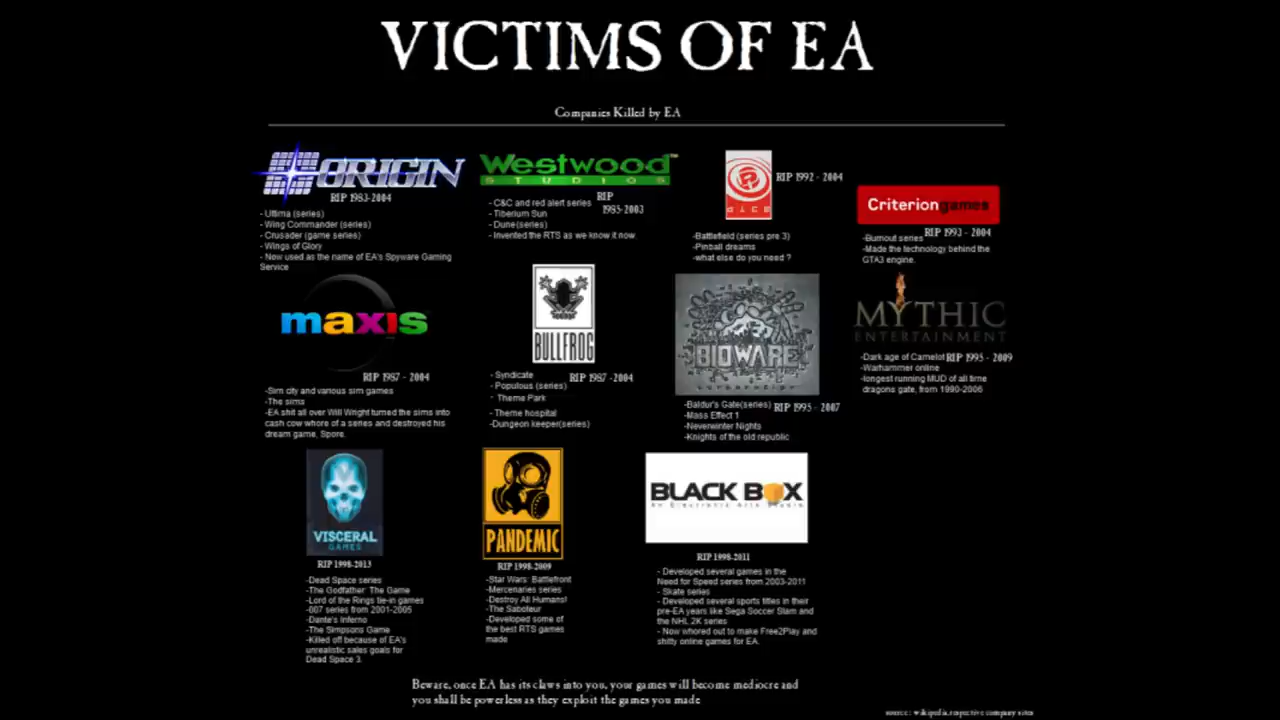 VICTIMS OF EA
Companies Killed by EA
ORIGIN
RIP 1983-2004
- Ultima (series)
- Wing Commander (series)
- Crusader (game series)
- Wings of Glory
- Now used as the name of EA's Spyware Gaming
Service
Westwood™
STUDIOS
RIP
1985-2003
- C&C and red alert series
- Tiberium Sun
- Dune(series)
- Invented the RTS as we know it now.
DICE
RIP 1992 - 2004
-Battlefield (series pre 3)
-Pinball dreams
-what else do you need ?
Criteriongames
RIP 1993 - 2004
-Burnout series
-Made the technology behind the
GTA3 engine.
maxis
RIP 1987 - 2004
-Sim city and various sim games
-The sims
-EA shit all over Will Wright turned the sims into
cash cow whore of a series and destroyed his
dream game, Spore.
BULLFROG
RIP 1987 -2004
- Syndicate
- Populous (series)
- Theme Park
- Theme hospital
-Dungeon keeper(series)
BIOWARE
RIP 1995 - 2007
-Baldur's Gate(series)
-Mass Effect 1
-Neverwinter Nights
-Knights of the old republic
MYTHIC
ENTERTAINMENT
RIP 1995 - 2009
-Dark age of Camelot
-Warhammer online
-longest running MUD of all time
dragons gate, from 1990-2006
VISCERAL
GAMES
RIP 1998-2013
-Dead Space series
-The Godfather: The Game
-Lord of the Rings tie-in games
-007 series from 2001-2005
-Dante's Inferno
-The Simpsons Game
-Killed off because of EA's
unrealistic sales goals for
Dead Space 3.
PANDEMIC
RIP 1998-2009
-Star Wars: Battlefront
-Mercenaries series
-Destroy All Humans!
-The Saboteur
-Developed some of
the best RTS games
made
BLACK BOX
An Electronic Arts Studio
RIP 1998-2011
- Developed several games in the
Need for Speed series from 2003-2011
- Skate series
- Developed several sports titles in their
pre-EA years like Sega Soccer Slam and
the NHL 2K series
- Now whored out to make Free2Play and
shitty online games for EA.
Beware, once EA has its claws into you, your games will become mediocre and
you shall be powerless as they exploit the games you made
source: wikipedia,respective company sites